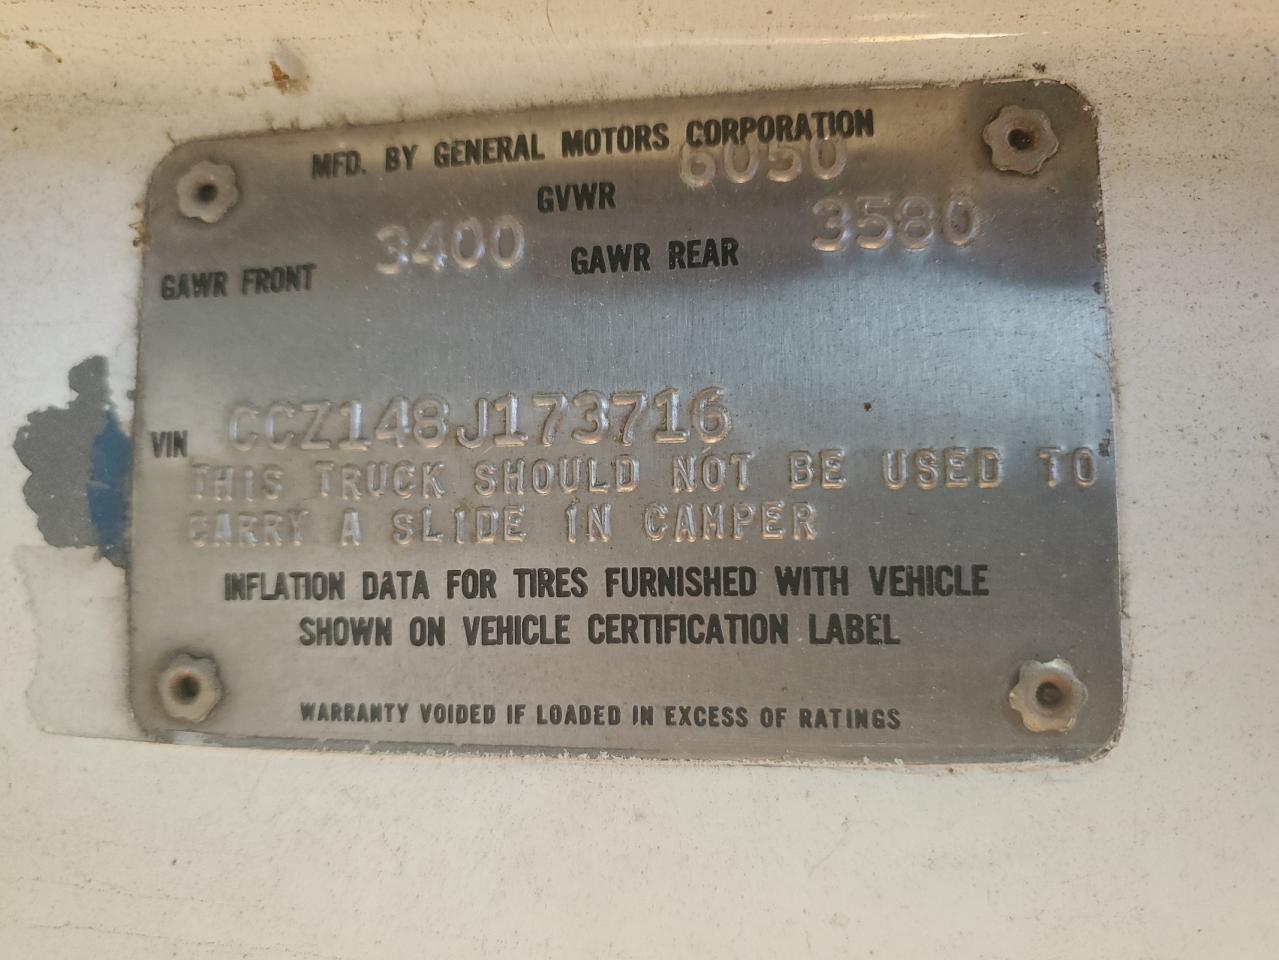 MFD. BY GENERAL MOTORS CORPORATION
GVWR 6050
GAWR FRONT 3400 GAWR REAR 3580
VIN CCZ148J173716
THIS TRUCK SHOULD NOT BE USED TO
CARRY A SLIDE IN CAMPER
INFLATION DATA FOR TIRES FURNISHED WITH VEHICLE
SHOWN ON VEHICLE CERTIFICATION LABEL
WARRANTY VOIDED IF LOADED IN EXCESS OF RATINGS